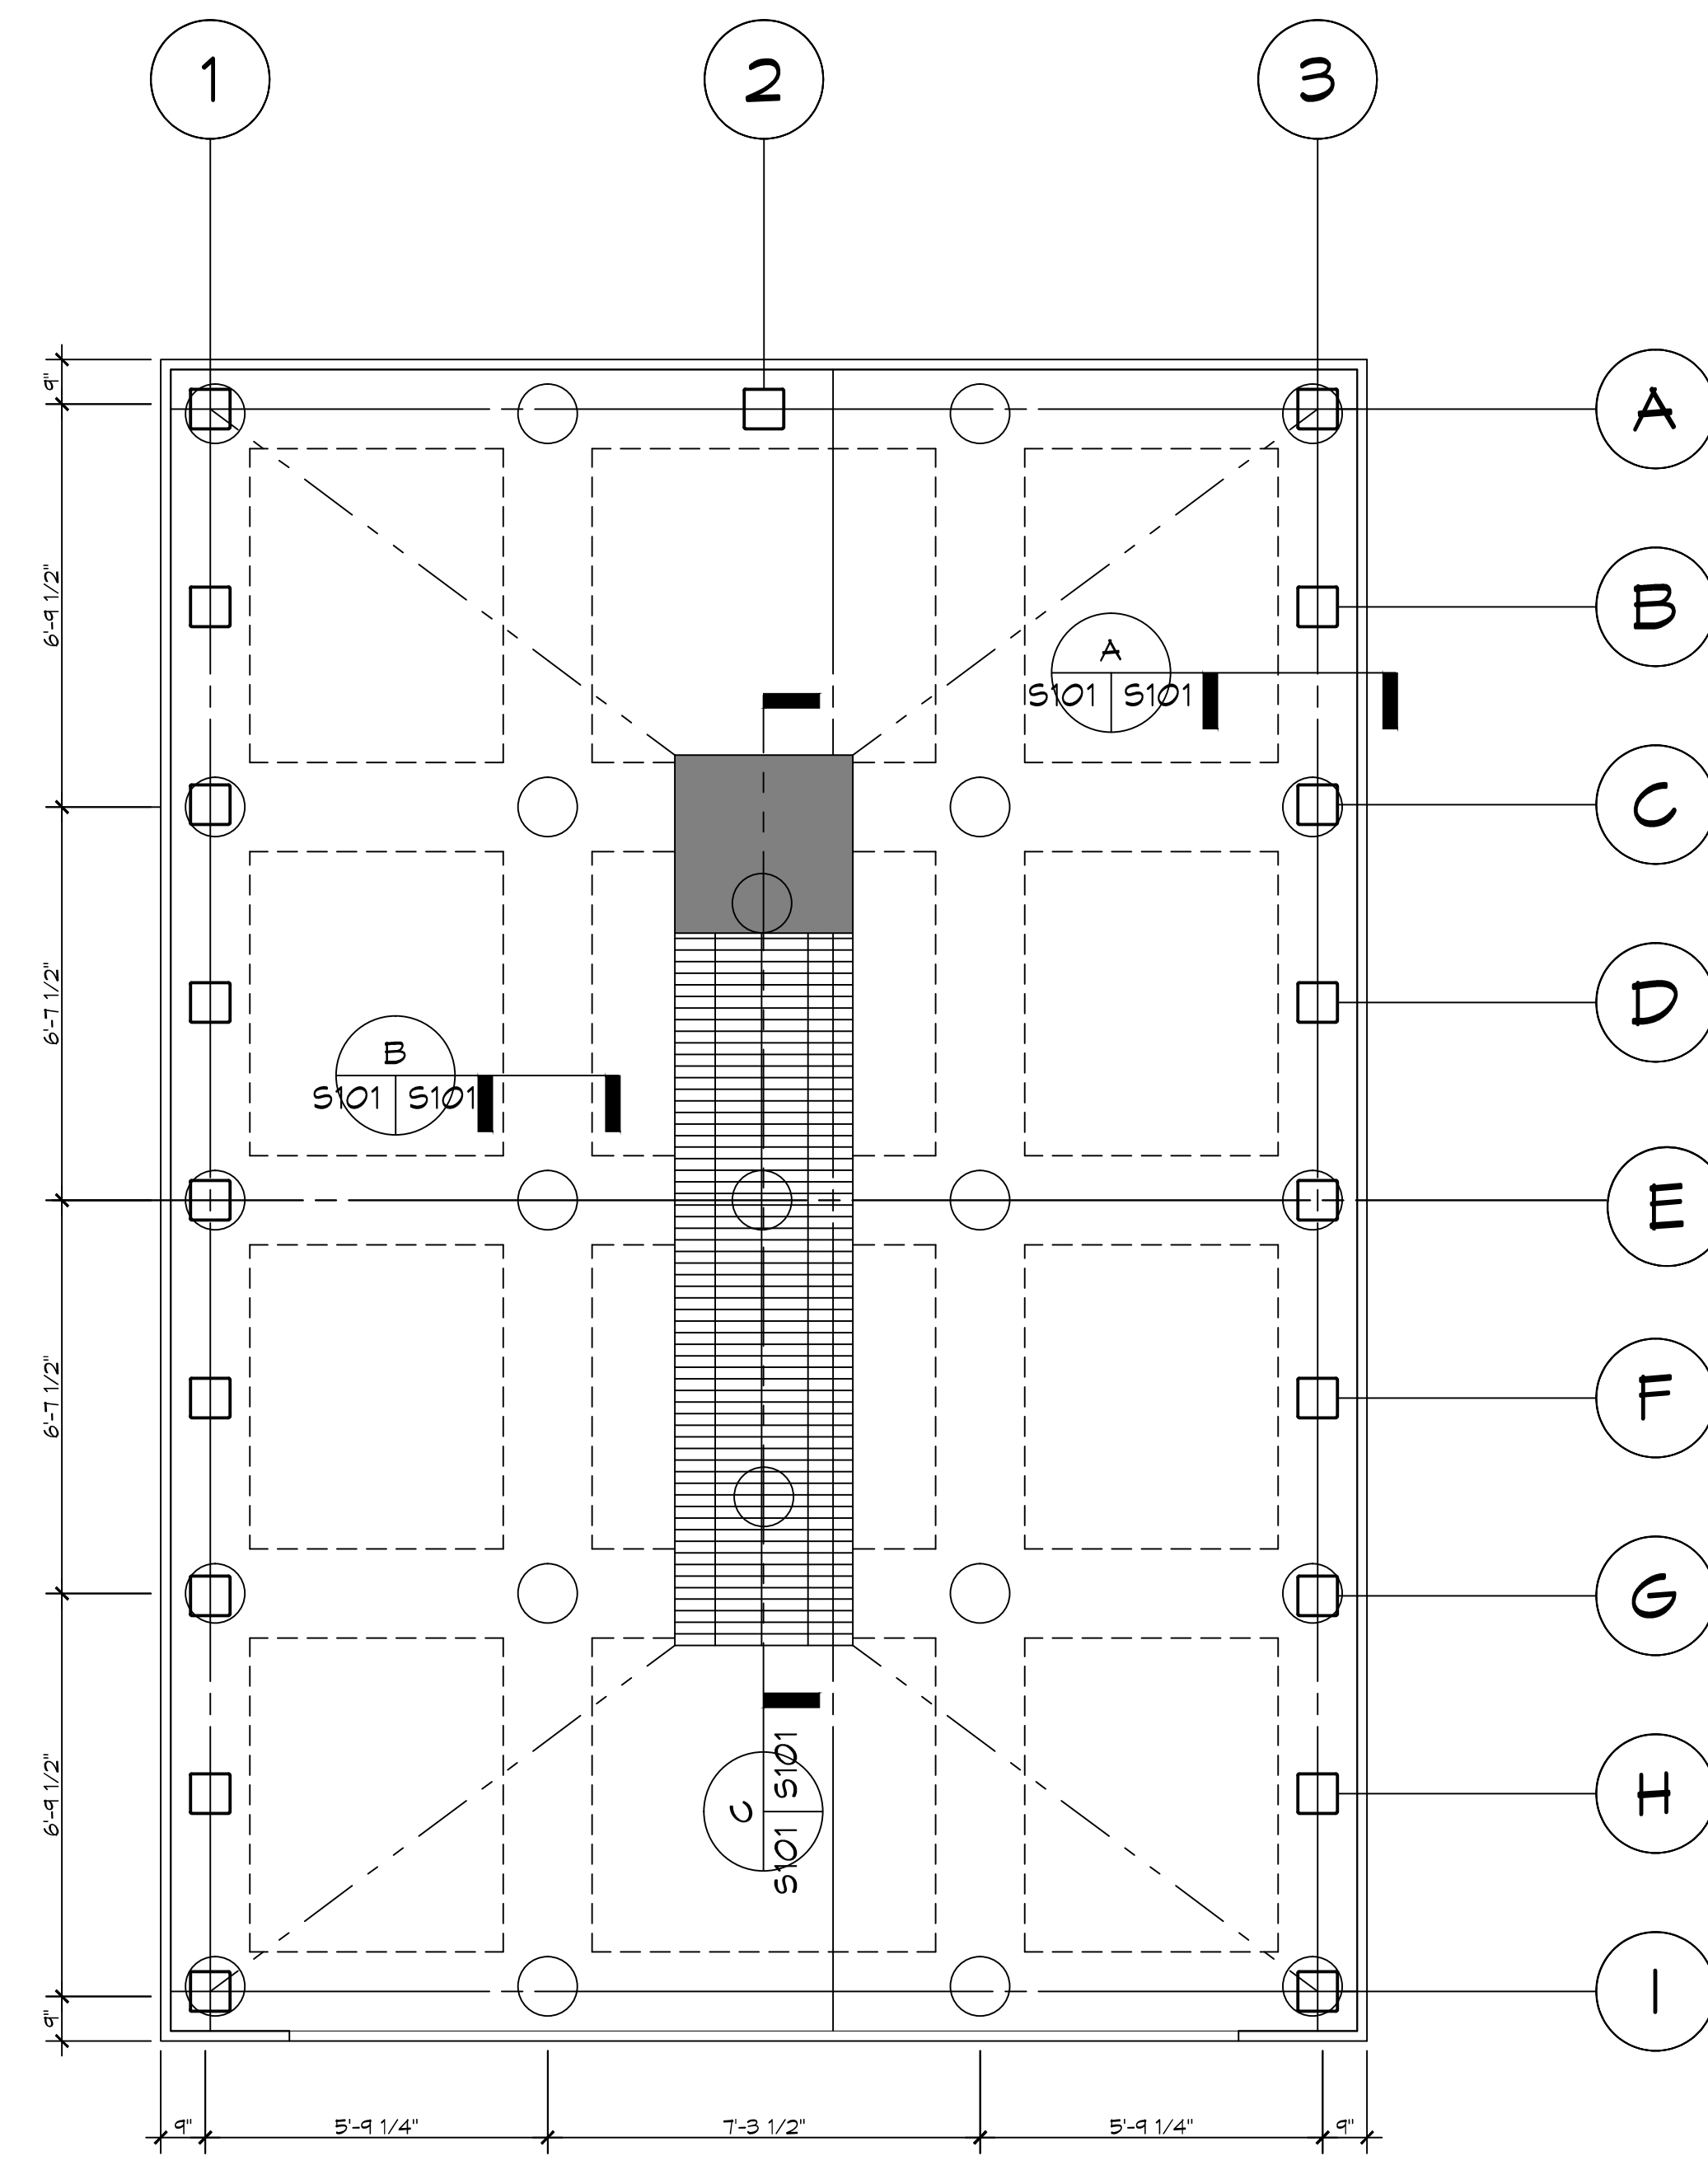 1 2 3
9"
A
6'-9 1/2"
B
A
S101 S101
C
6'-7 1/2"
D
B
S101 S101
E
6'-7 1/2"
F
G
6'-9 1/2"
H
C
S101 S101
I
9"
9" 5'-9 1/4" 7'-3 1/2" 5'-9 1/4" 9"